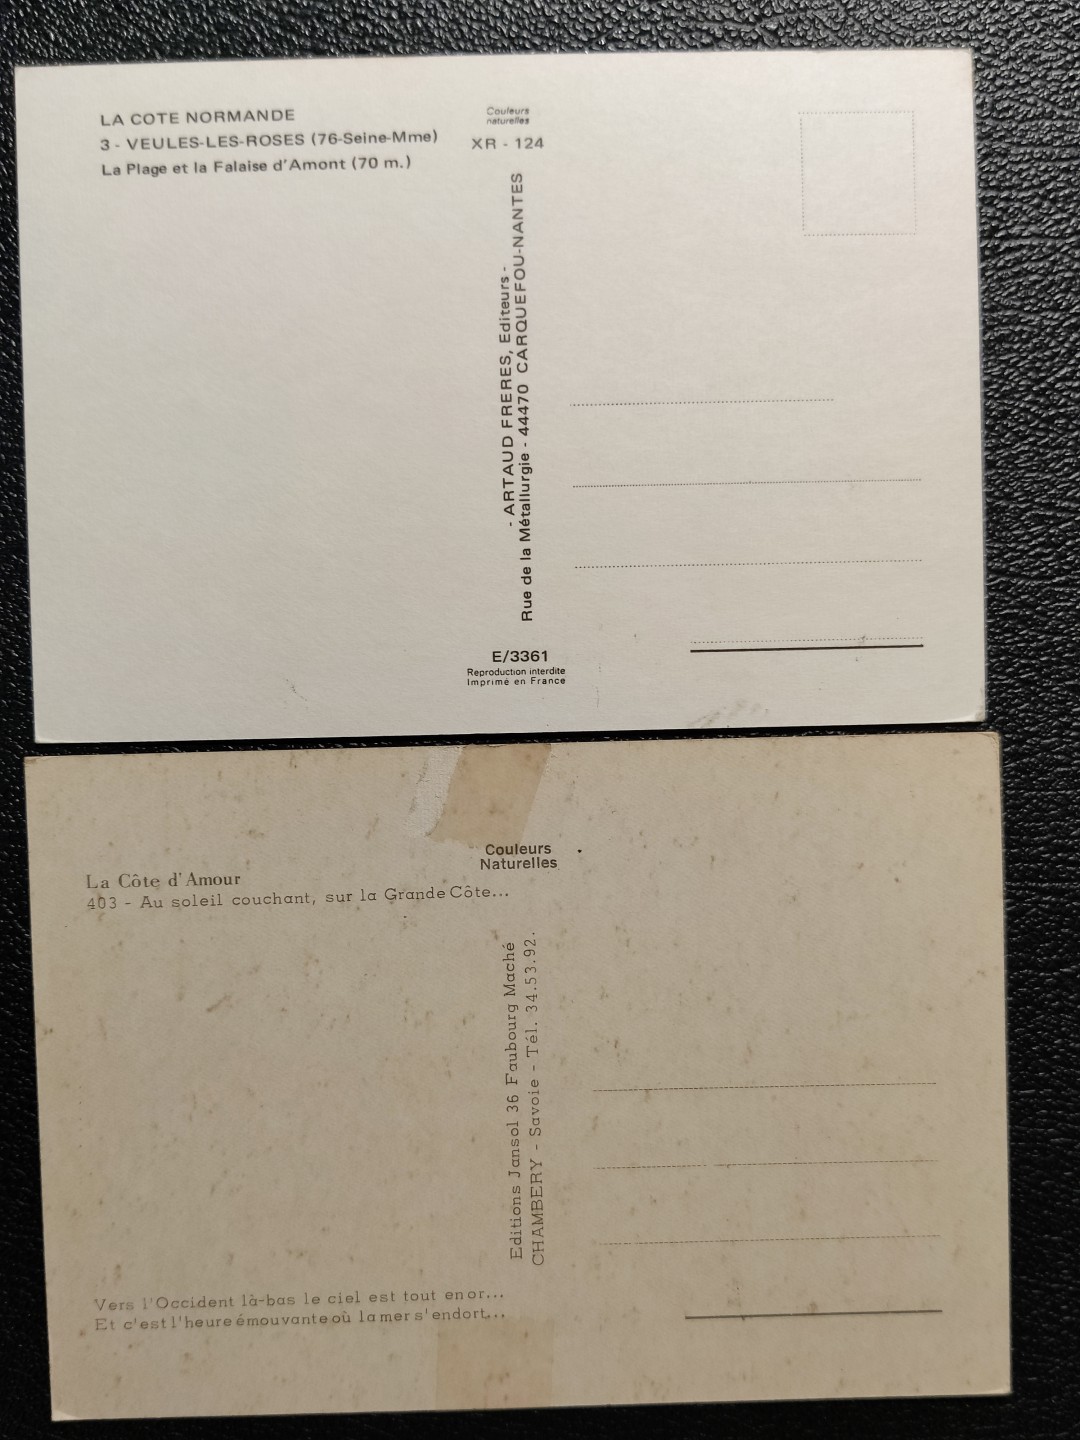 LA COTE NORMANDE
3 - VEULES-LES-ROSES (76-Seine-Mme)
La Plage et la Falaise d'Amont (70 m.)
Couleurs
naturelles
XR - 124
- ARTAUD FRERES, Editeurs -
Rue de la Métallurgie - 44470 CARQUEFOU-NANTES
E/3361
Reproduction interdite
Imprimé en France
Couleurs
Naturelles
La Côte d'Amour
403 - Au soleil couchant, sur la Grande Côte...
Editions Jansol 36 Faubourg Maché
CHAMBERY - Savoie - Tél. 34.53.92.
Vers l'Occident là-bas le ciel est tout en or...
Et c'est l'heure émouvante où la mer s'endort...